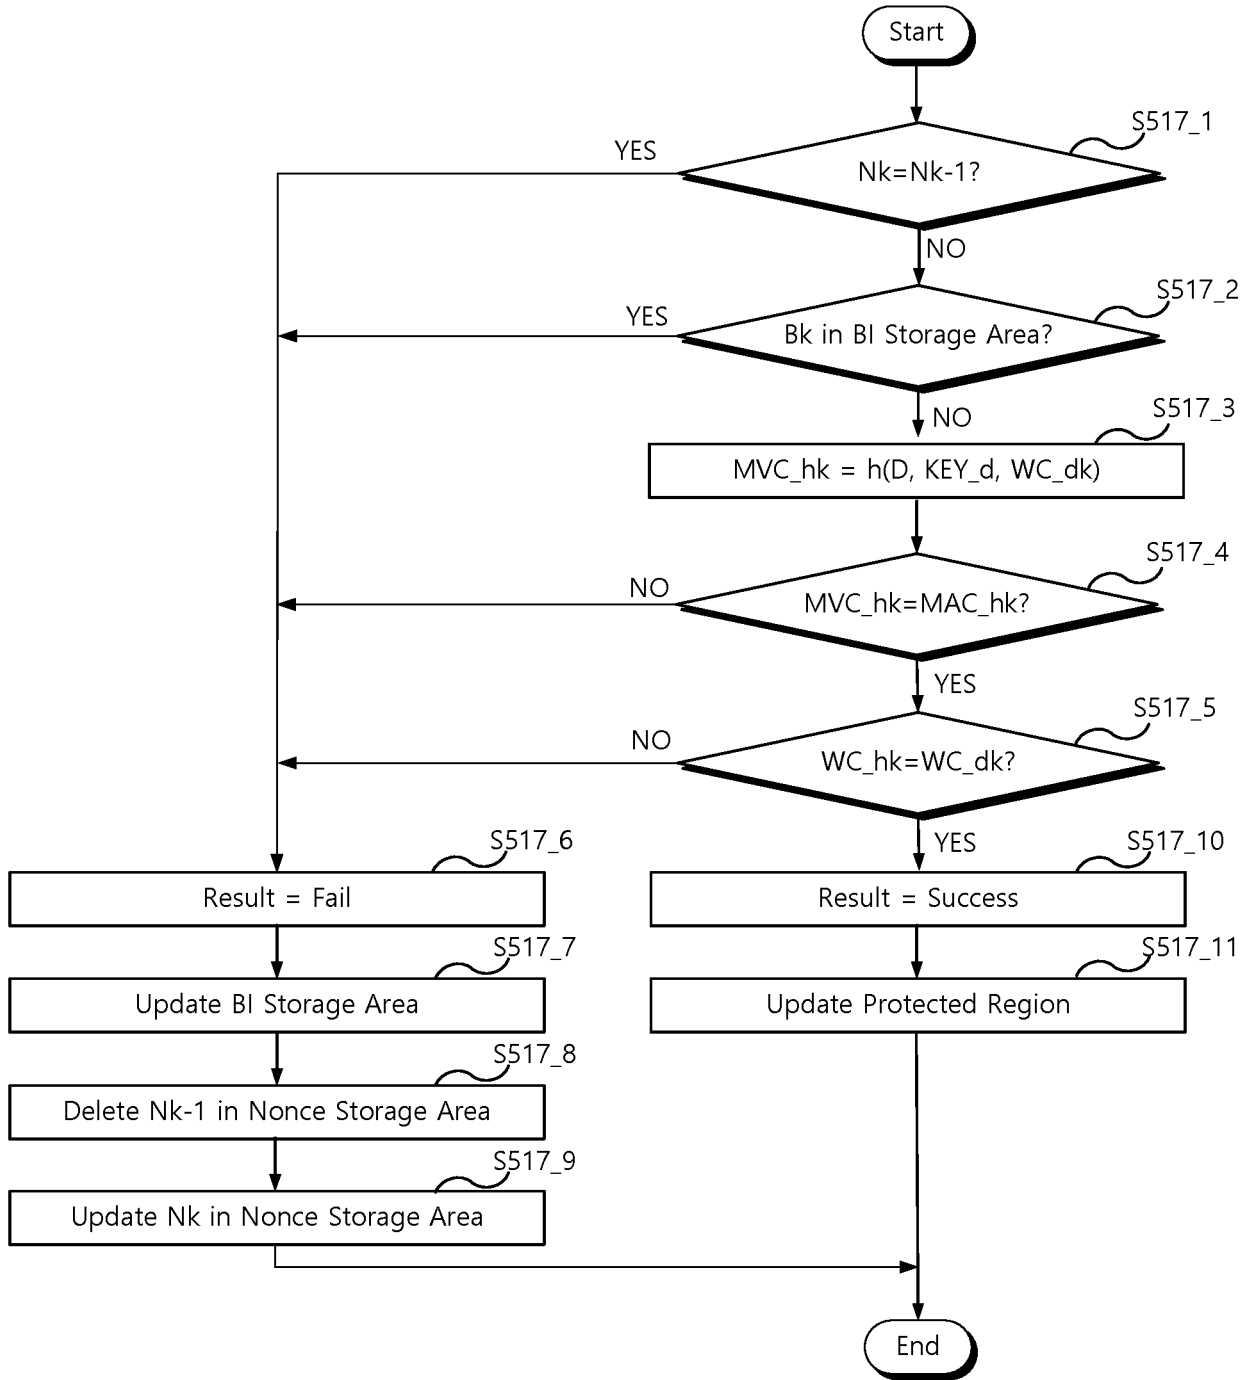 Start
S517_1
YES
Nk=Nk-1?
NO
S517_2
YES
Bk in BI Storage Area?
NO
S517_3
MVC_hk = h(D, KEY_d, WC_dk)
S517_4
NO
MVC_hk=MAC_hk?
YES
S517_5
NO
WC_hk=WC_dk?
YES
S517_6
S517_10
Result = Fail
Result = Success
S517_7
S517_11
Update BI Storage Area
Update Protected Region
S517_8
Delete Nk-1 in Nonce Storage Area
S517_9
Update Nk in Nonce Storage Area
End